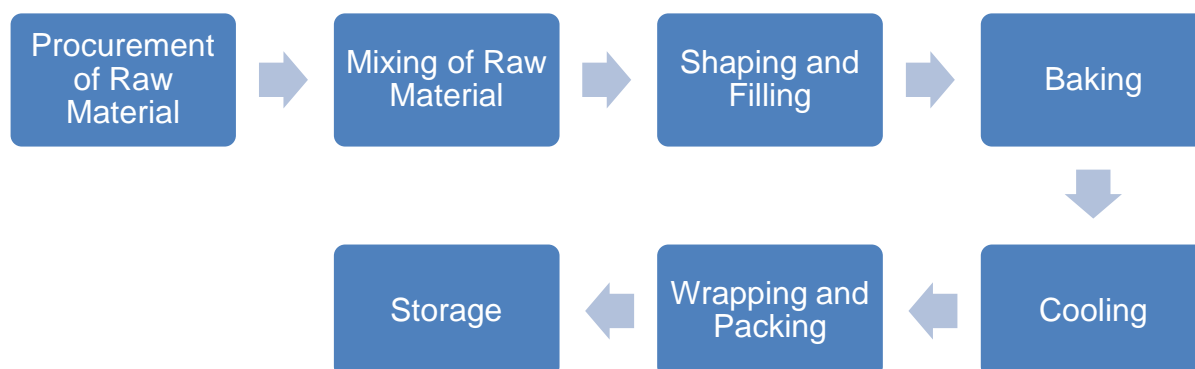 Procurement
of Raw
Material
Mixing of Raw
Material
Shaping and
Filling
Baking
Cooling
Wrapping and
Packing
Storage